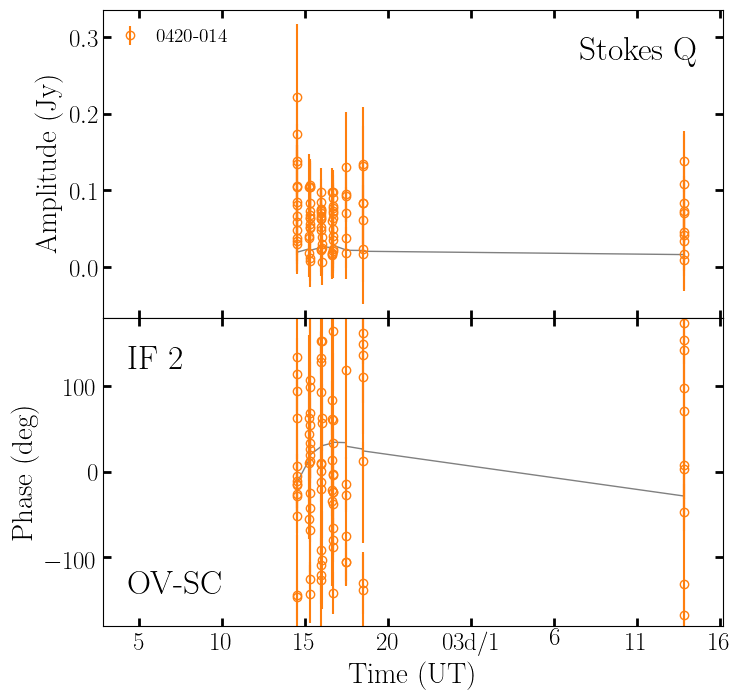 0420-014
Stokes Q
0.3
0.2
0.1
0.0
Amplitude (Jy)
IF 2
100
0
−100
Phase (deg)
OV-SC
5 10 15 20 03d/1 6 11 16
Time (UT)